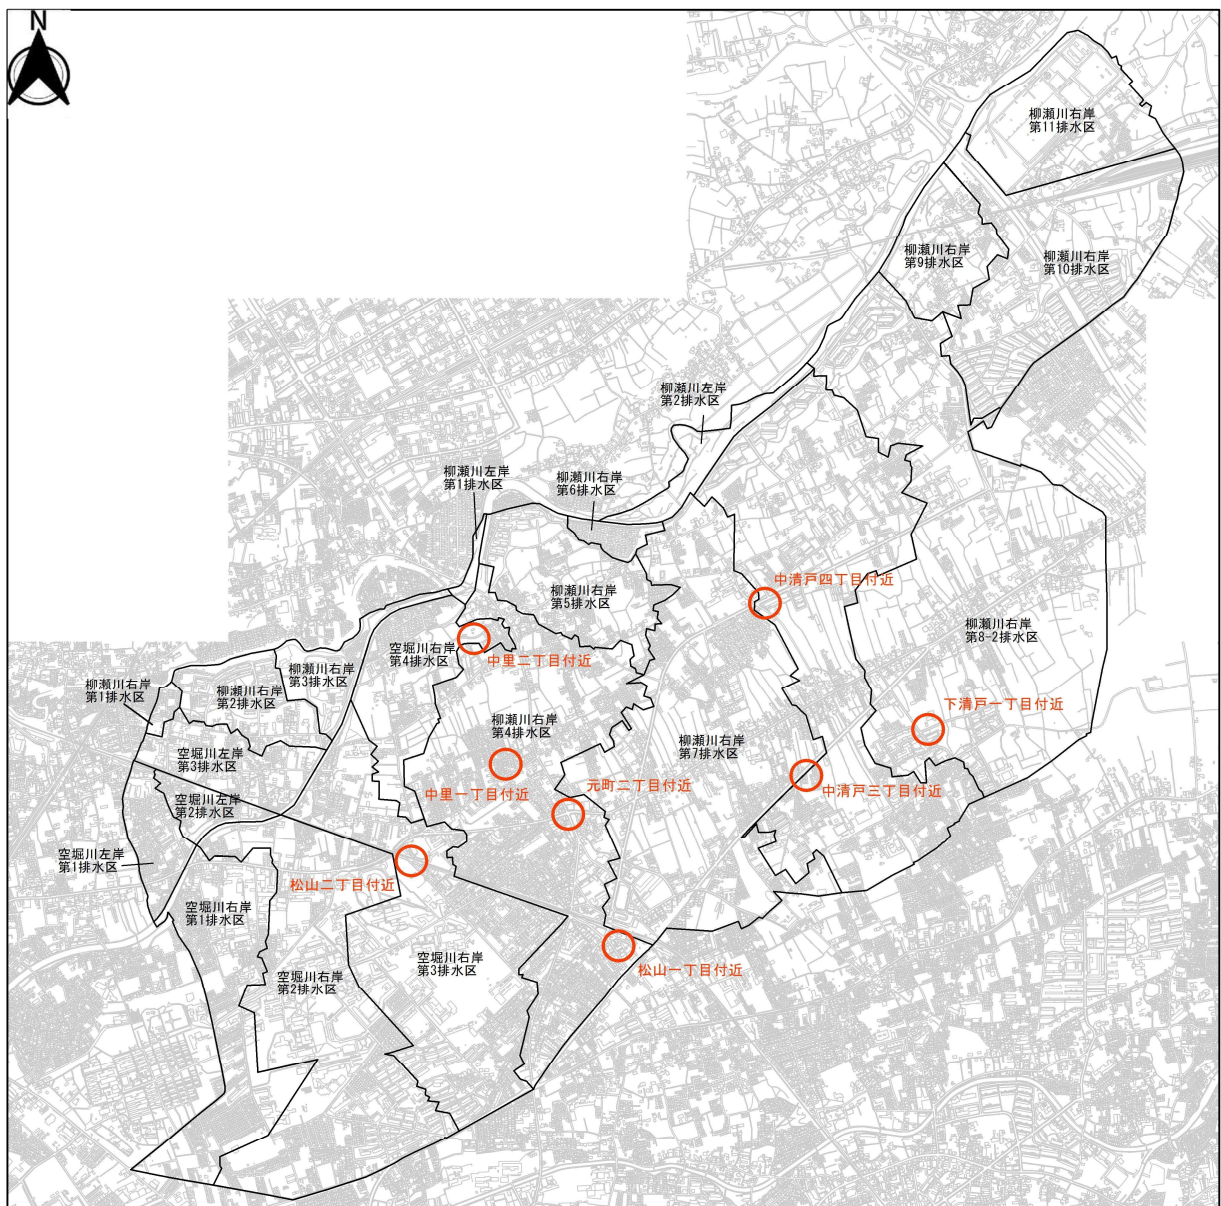 N
柳瀬川右岸
第11排水区
柳瀬川右岸
第9排水区
柳瀬川右岸
第10排水区
柳瀬川左岸
第2排水区
柳瀬川左岸
第1排水区
柳瀬川右岸
第6排水区
中清戸四丁目付近
柳瀬川右岸
第5排水区
柳瀬川右岸
第8-2排水区
空堀川右岸
第4排水区
中里二丁目付近
柳瀬川右岸
第3排水区
柳瀬川右岸
第1排水区
柳瀬川右岸
第2排水区
下清戸一丁目付近
柳瀬川右岸
第4排水区
柳瀬川右岸
第7排水区
空堀川左岸
第3排水区
中里一丁目付近
元町二丁目付近
中清戸三丁目付近
空堀川左岸
第2排水区
空堀川左岸
第1排水区
松山二丁目付近
空堀川右岸
第1排水区
空堀川右岸
第3排水区
松山一丁目付近
空堀川右岸
第2排水区